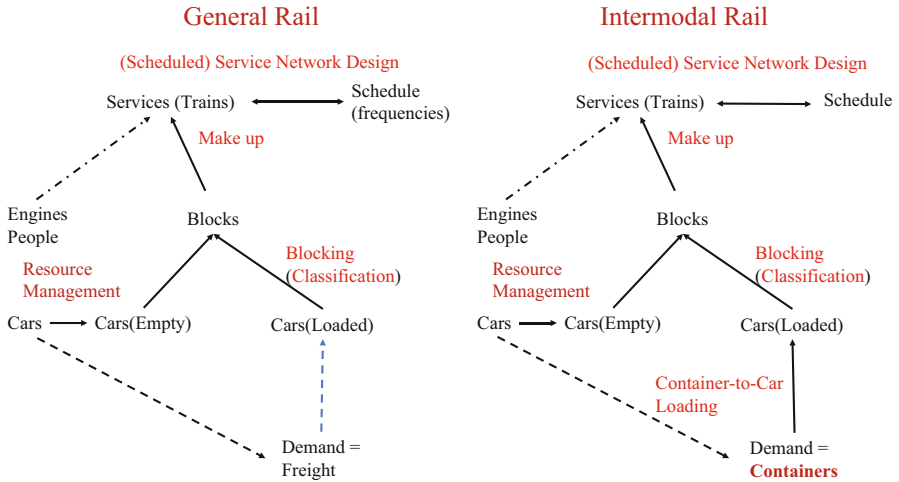 General Rail
(Scheduled) Service Network Design
Services (Trains)
Schedule
(frequencies)
Make up
Engines
People
Blocks
Blocking
(Classification)
Resource
Management
Cars
Cars(Empty)
Cars(Loaded)
Demand =
Freight
Intermodal Rail
(Scheduled) Service Network Design
Services (Trains)
Schedule
Make up
Engines
People
Blocks
Blocking
(Classification)
Resource
Management
Cars
Cars(Empty)
Cars(Loaded)
Container-to-Car
Loading
Demand =
Containers